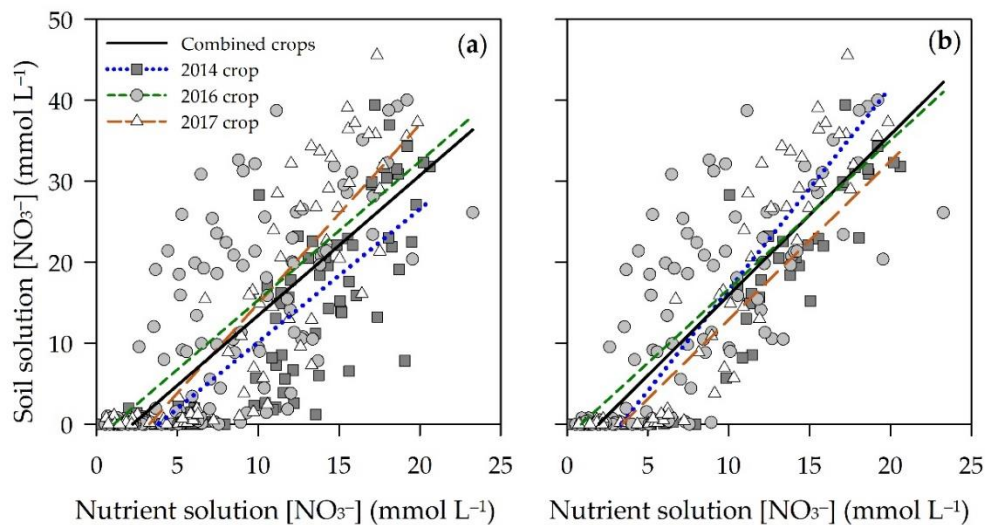 50
40
30
20
10
0
Soil solution [NO₃⁻] (mmol L⁻¹)
(a)
Combined crops
2014 crop
2016 crop
2017 crop
0 5 10 15 20 25
Nutrient solution [NO₃⁻] (mmol L⁻¹)
(b)
0 5 10 15 20 25
Nutrient solution [NO₃⁻] (mmol L⁻¹)